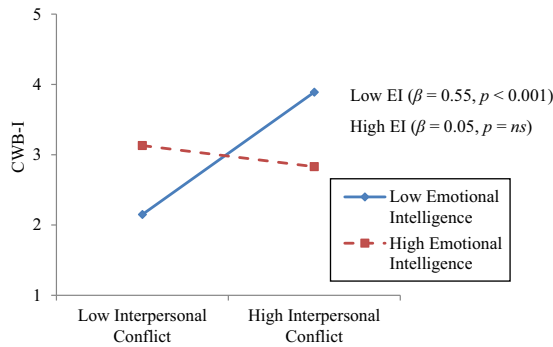 5
4
3
2
1
CWB-I
Low EI (β = 0.55, p < 0.001)
High EI (β = 0.05, p = ns)
Low Emotional
Intelligence
High Emotional
Intelligence
Low Interpersonal
Conflict
High Interpersonal
Conflict